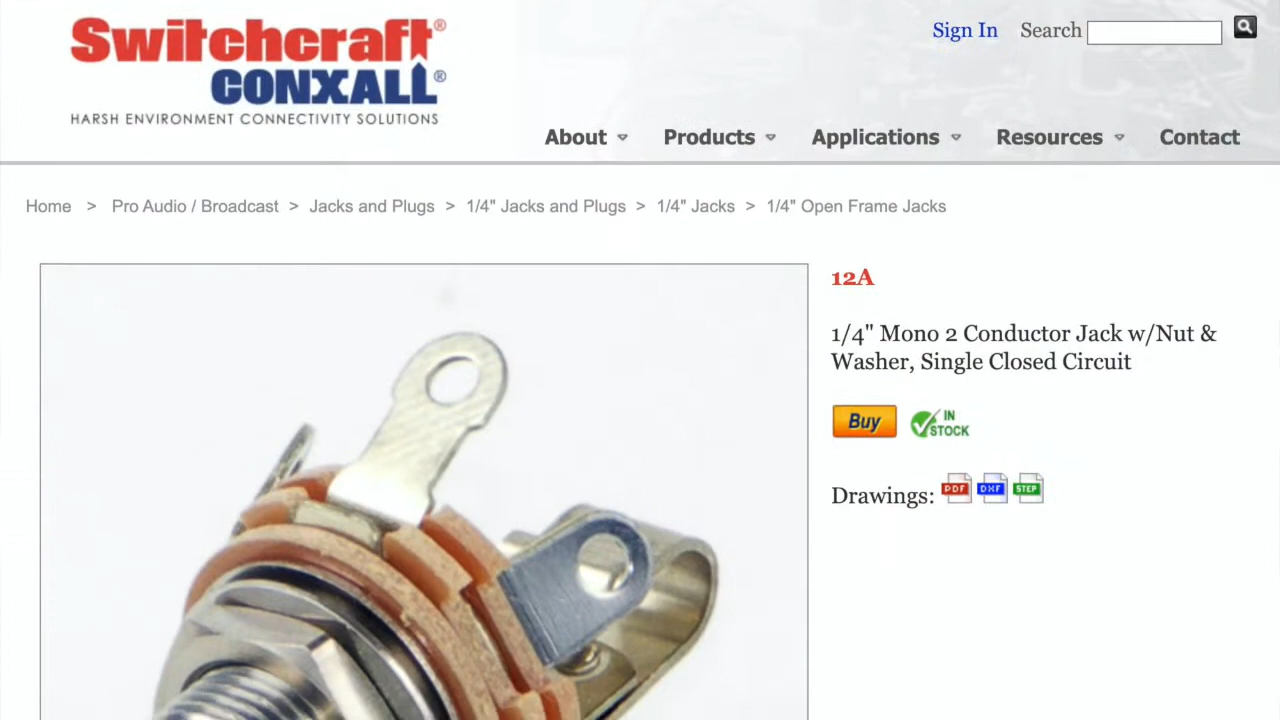 Switchcraft®
CONXALL®
HARSH ENVIRONMENT CONNECTIVITY SOLUTIONS
Sign In Search
About Products Applications Resources Contact
Home > Pro Audio / Broadcast > Jacks and Plugs > 1/4" Jacks and Plugs > 1/4" Jacks > 1/4" Open Frame Jacks
12A
1/4" Mono 2 Conductor Jack w/Nut &
Washer, Single Closed Circuit
Buy IN
STOCK
Drawings: PDF DXF STEP